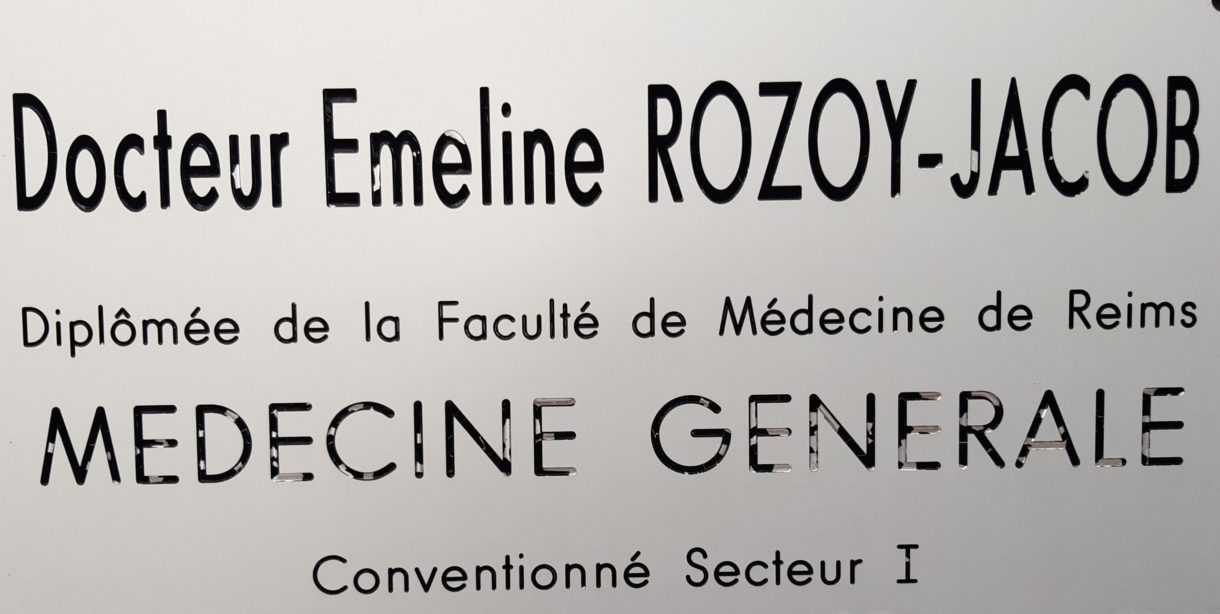 Docteur Emeline ROZOY-JACOB
Diplômée de la Faculté de Médecine de Reims
MEDECINE GENERALE
Conventionné Secteur I